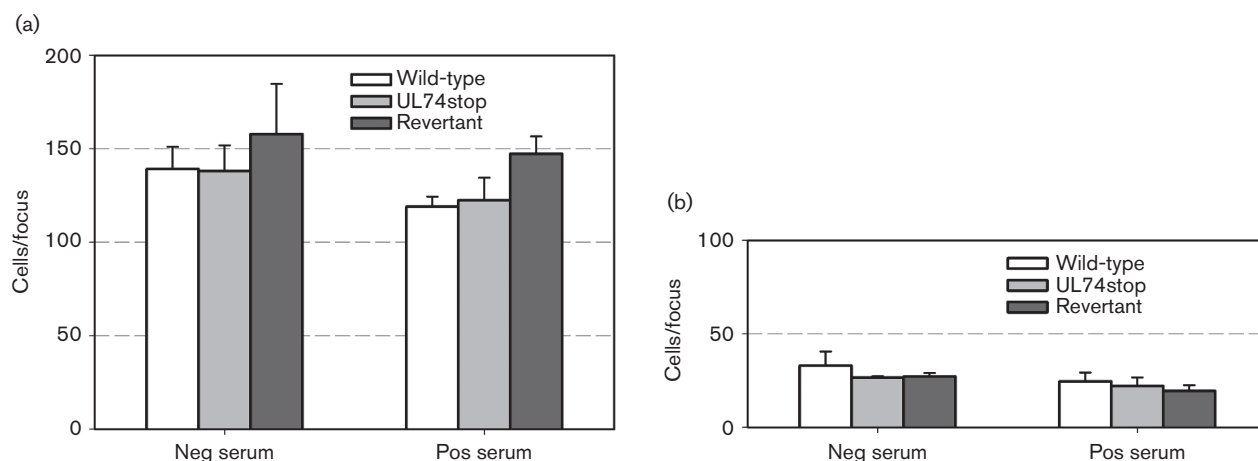 (a)
200
150
100
50
0
Cells/focus
Wild-type
UL74stop
Revertant
Neg serum
Pos serum
(b)
100
50
0
Cells/focus
Wild-type
UL74stop
Revertant
Neg serum
Pos serum